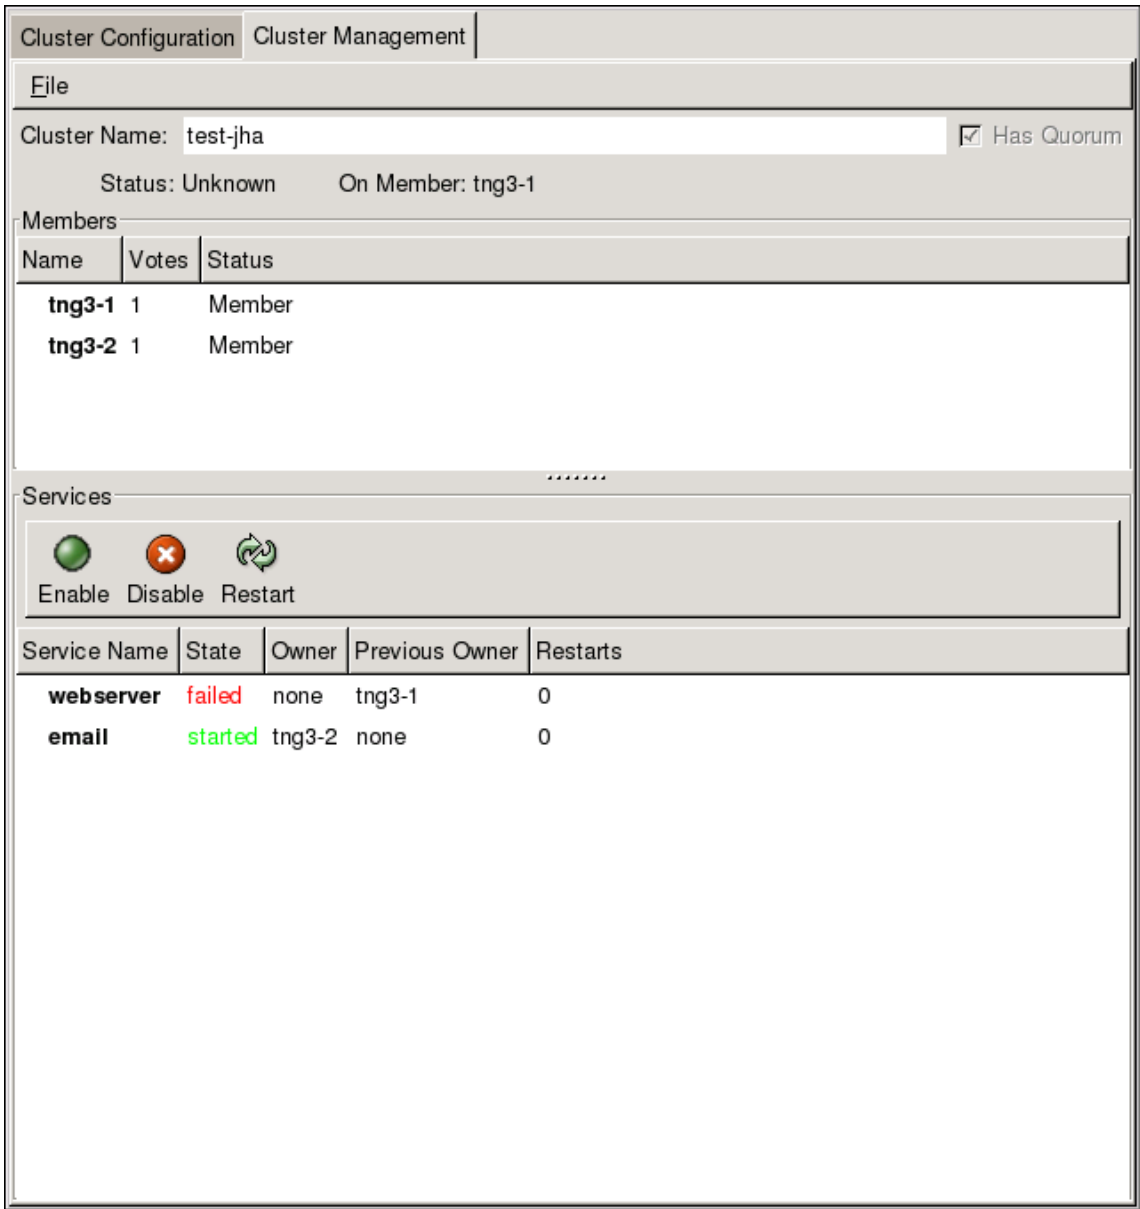 Cluster Configuration Cluster Management
File
Cluster Name: test-jha Has Quorum
Status: Unknown On Member: tng3-1
Members
Name Votes Status
tng3-1 1 Member
tng3-2 1 Member
Services
Enable Disable Restart
Service Name State Owner Previous Owner Restarts
webserver failed none tng3-1 0
email started tng3-2 none 0